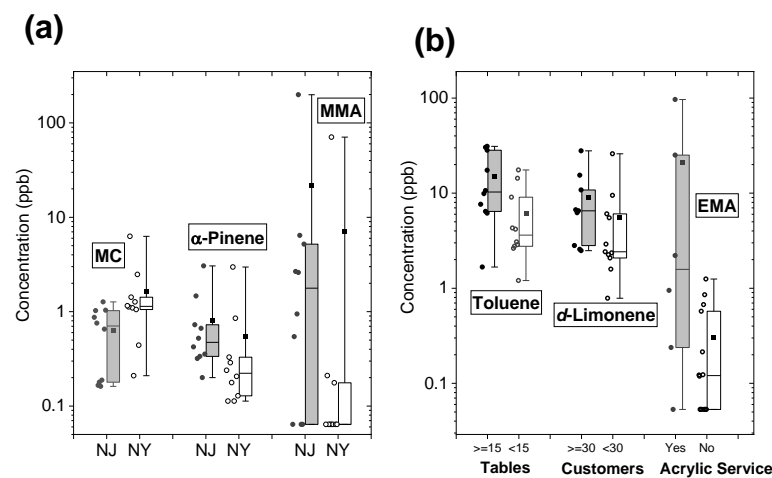 (a)
Concentration (ppb)
100
10
1
0.1
MC
α-Pinene
MMA
NJ NY NJ NY NJ NY
(b)
Concentration (ppb)
100
10
1
0.1
Toluene
d-Limonene
EMA
>=15 <15 >=30 <30 Yes No
Tables Customers Acrylic Service